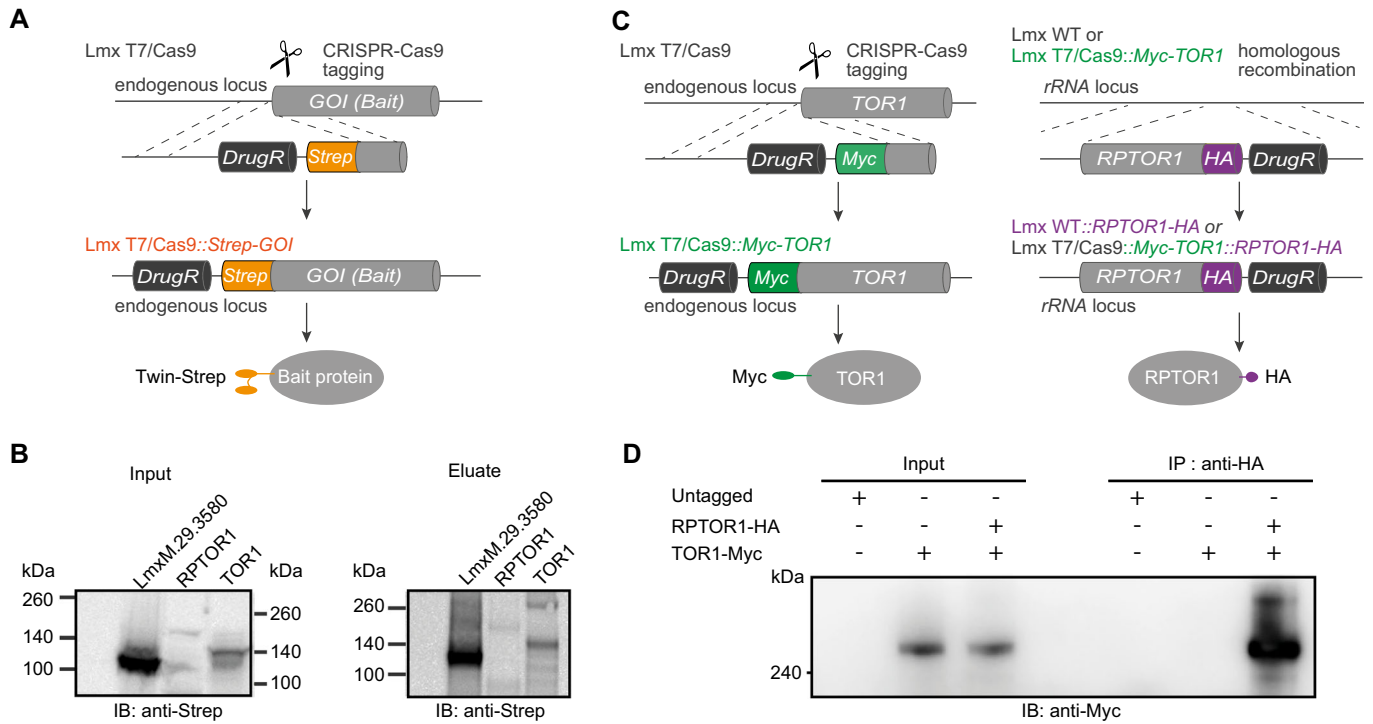 A
Lmx T7/Cas9
CRISPR-Cas9
tagging
endogenous locus
GOI (Bait)
DrugR
Strep
Lmx T7/Cas9::Strep-GOI
DrugR
Strep
GOI (Bait)
endogenous locus
Twin-Strep
Bait protein
B
Input
LmxM.29.3580
RPTOR1
TOR1
kDa
kDa
260
140
100
260
140
100
IB: anti-Strep
Eluate
LmxM.29.3580
RPTOR1
TOR1
kDa
260
140
100
IB: anti-Strep
C
Lmx T7/Cas9
CRISPR-Cas9
tagging
endogenous locus
TOR1
DrugR
Myc
Lmx T7/Cas9::Myc-TOR1
DrugR
Myc
TOR1
endogenous locus
Myc
TOR1
Lmx WT or
Lmx T7/Cas9::Myc-TOR1
homologous
recombination
rRNA locus
RPTOR1
HA
DrugR
Lmx WT::RPTOR1-HA or
Lmx T7/Cas9::Myc-TOR1::RPTOR1-HA
RPTOR1
HA
DrugR
rRNA locus
RPTOR1
HA
D
Input
IP : anti-HA
Untagged + - - + - -
RPTOR1-HA - - + - - +
TOR1-Myc - + + - + +
kDa
240
IB: anti-Myc